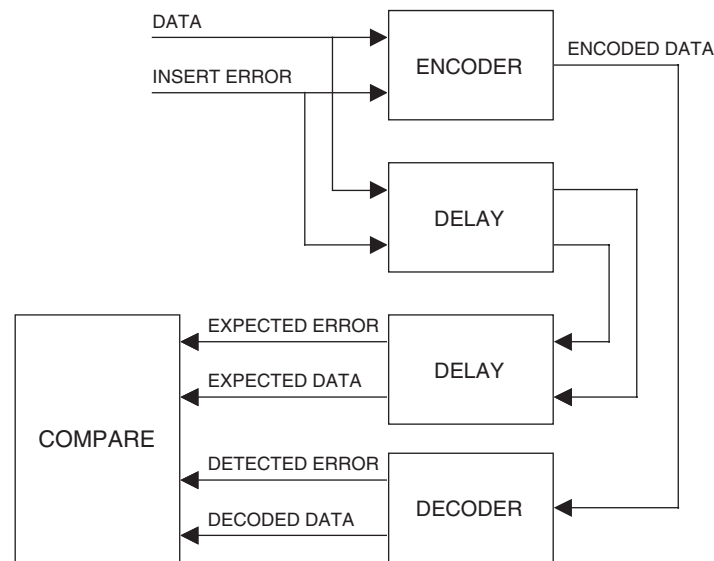 DATA
ENCODER
ENCODED DATA
INSERT ERROR
DELAY
EXPECTED ERROR
DELAY
EXPECTED DATA
COMPARE
DETECTED ERROR
DECODER
DECODED DATA